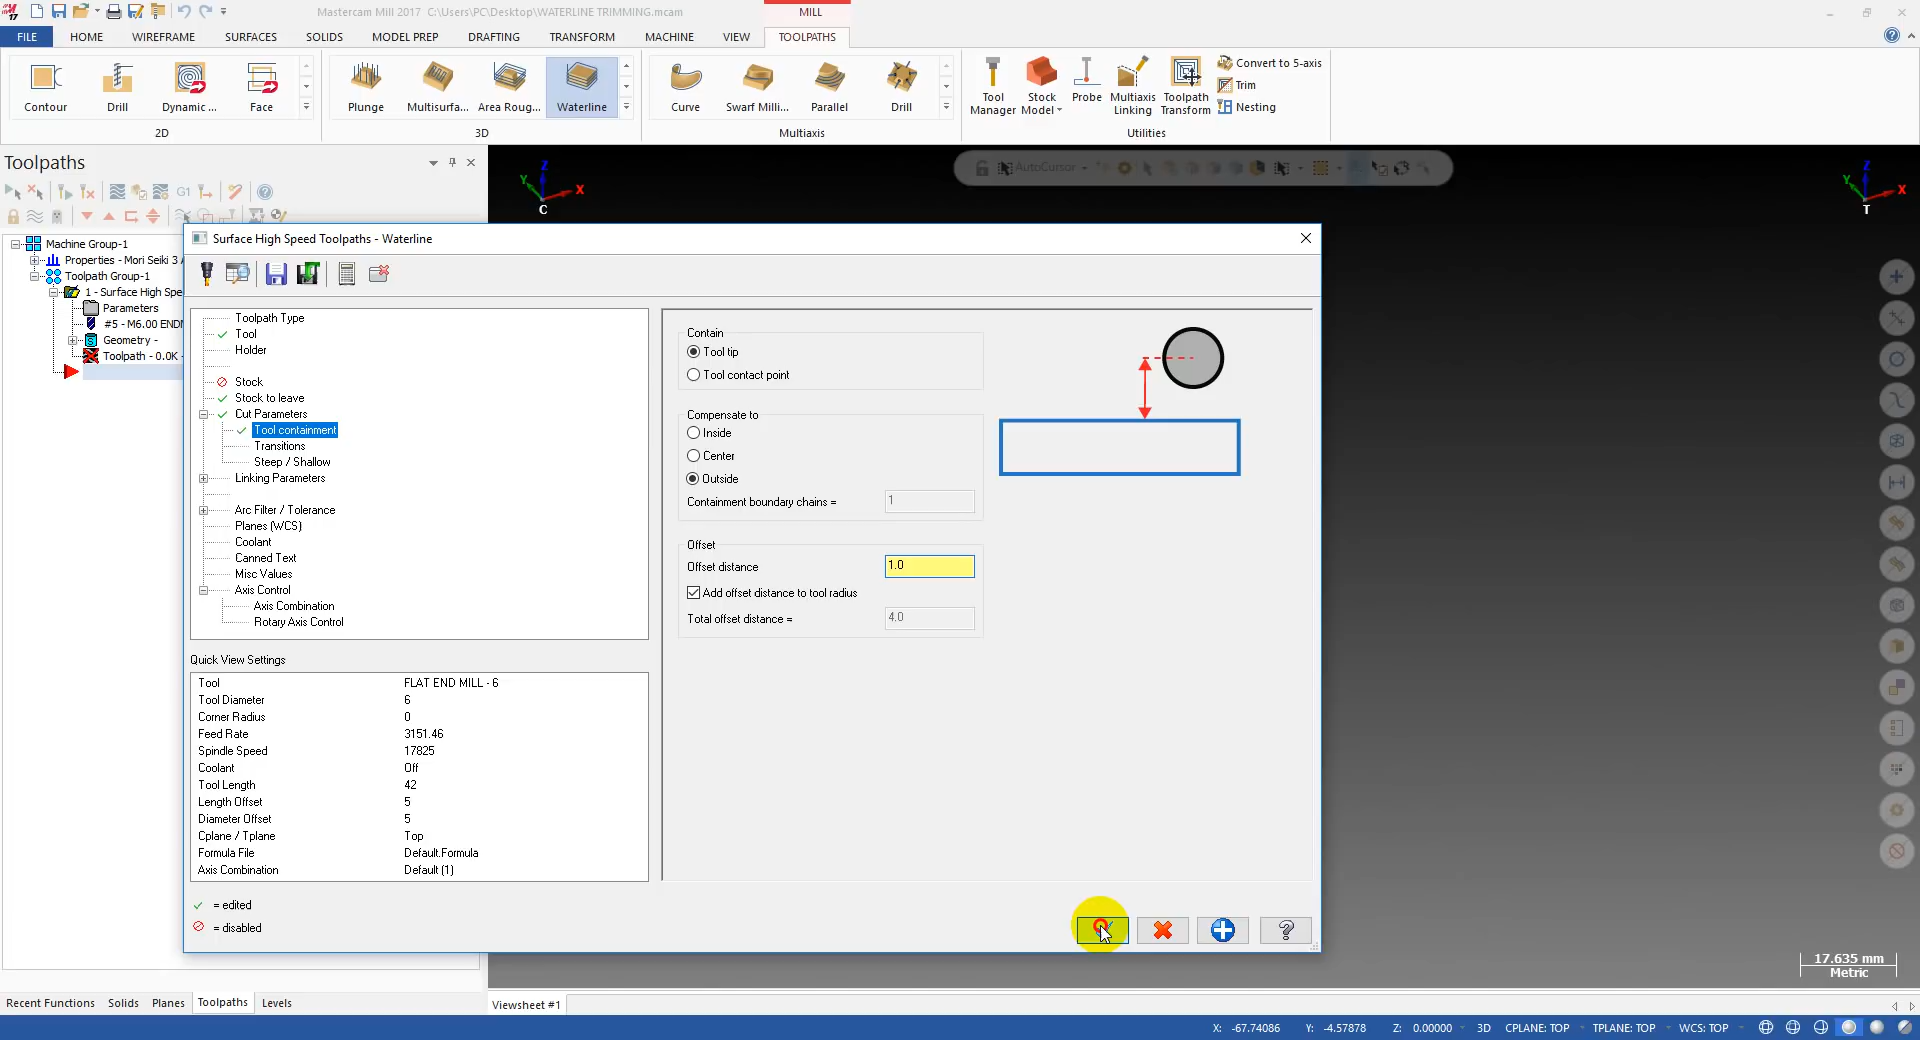 Mastercam Mill 2017 C:\Users\PC\Desktop\WATERLINE TRIMMING.mcam
MILL
FILE HOME WIREFRAME SURFACES SOLIDS MODEL PREP DRAFTING TRANSFORM MACHINE VIEW TOOLPATHS
Contour Drill Dynamic ... Face
Plunge Multisurfa... Area Roug... Waterline
Curve Swarf Milli... Parallel Drill
Tool Manager
Stock Model
Probe
Multiaxis Linking
Toolpath Transform
Convert to 5-axis
Trim
Nesting
2D 3D Multiaxis Utilities
Toolpaths
G1
AutoCursor
Machine Group-1
Properties - Mori Seiki 3 A
Toolpath Group-1
1 - Surface High Spe
Parameters
#5 - M6.00 ENDM
Geometry -
Toolpath - 0.0K -
Z
Y X
C
Z
Y X
T
Surface High Speed Toolpaths - Waterline
Toolpath Type
Tool
Holder
Stock
Stock to leave
Cut Parameters
Tool containment
Transitions
Steep / Shallow
Linking Parameters
Arc Filter / Tolerance
Planes (WCS)
Coolant
Canned Text
Misc Values
Axis Control
Axis Combination
Rotary Axis Control
Contain
Tool tip
Tool contact point
Compensate to
Inside
Center
Outside
Containment boundary chains = 1
Offset
Offset distance 1.0
Add offset distance to tool radius
Total offset distance = 4.0
Quick View Settings
Tool FLAT END MILL - 6
Tool Diameter 6
Corner Radius 0
Feed Rate 3151.46
Spindle Speed 17825
Coolant Off
Tool Length 42
Length Offset 5
Diameter Offset 5
Cplane / Tplane Top
Formula File Default.Formula
Axis Combination Default (1)
= edited
= disabled
17.635 mm
Metric
Recent Functions Solids Planes Toolpaths Levels
Viewsheet #1
X: -67.74086 Y: -4.57878 Z: 0.00000 3D CPLANE: TOP TPLANE: TOP WCS: TOP